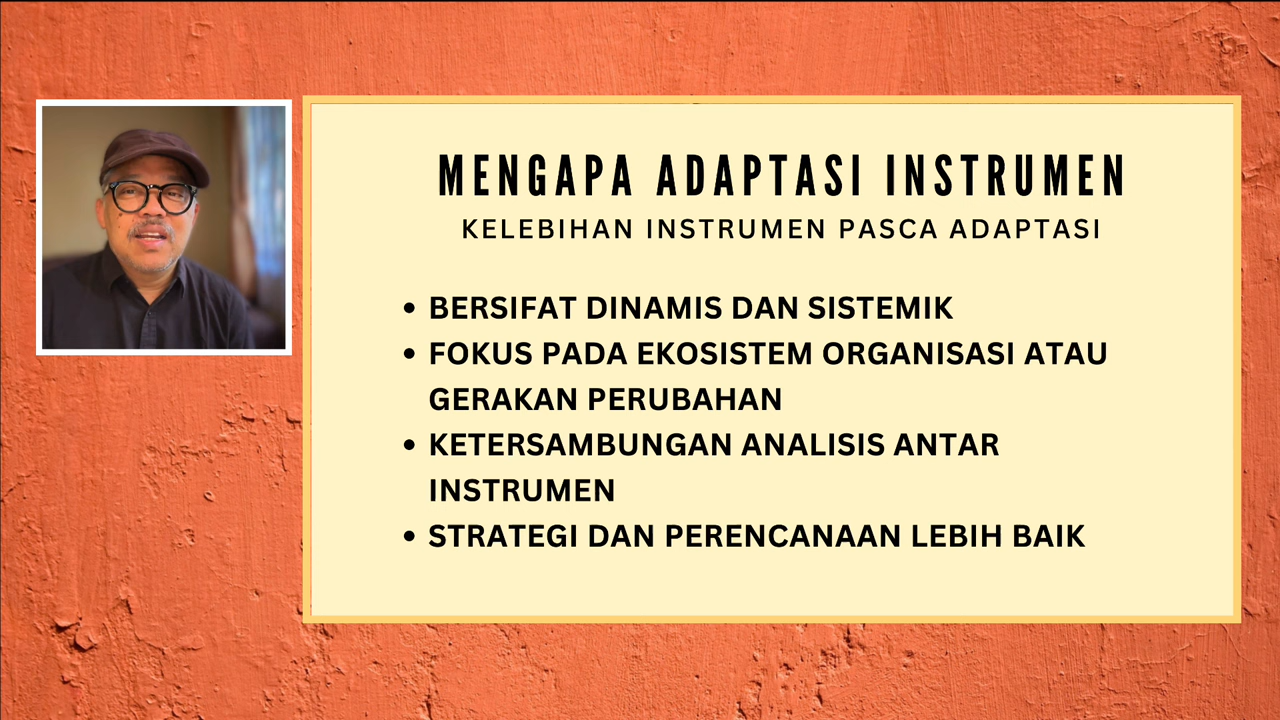 MENGAPA ADAPTASI INSTRUMEN
KELEBIHAN INSTRUMEN PASCA ADAPTASI
• BERSIFAT DINAMIS DAN SISTEMIK
• FOKUS PADA EKOSISTEM ORGANISASI ATAU
GERAKAN PERUBAHAN
• KETERSAMBUNGAN ANALISIS ANTAR
INSTRUMEN
• STRATEGI DAN PERENCANAAN LEBIH BAIK